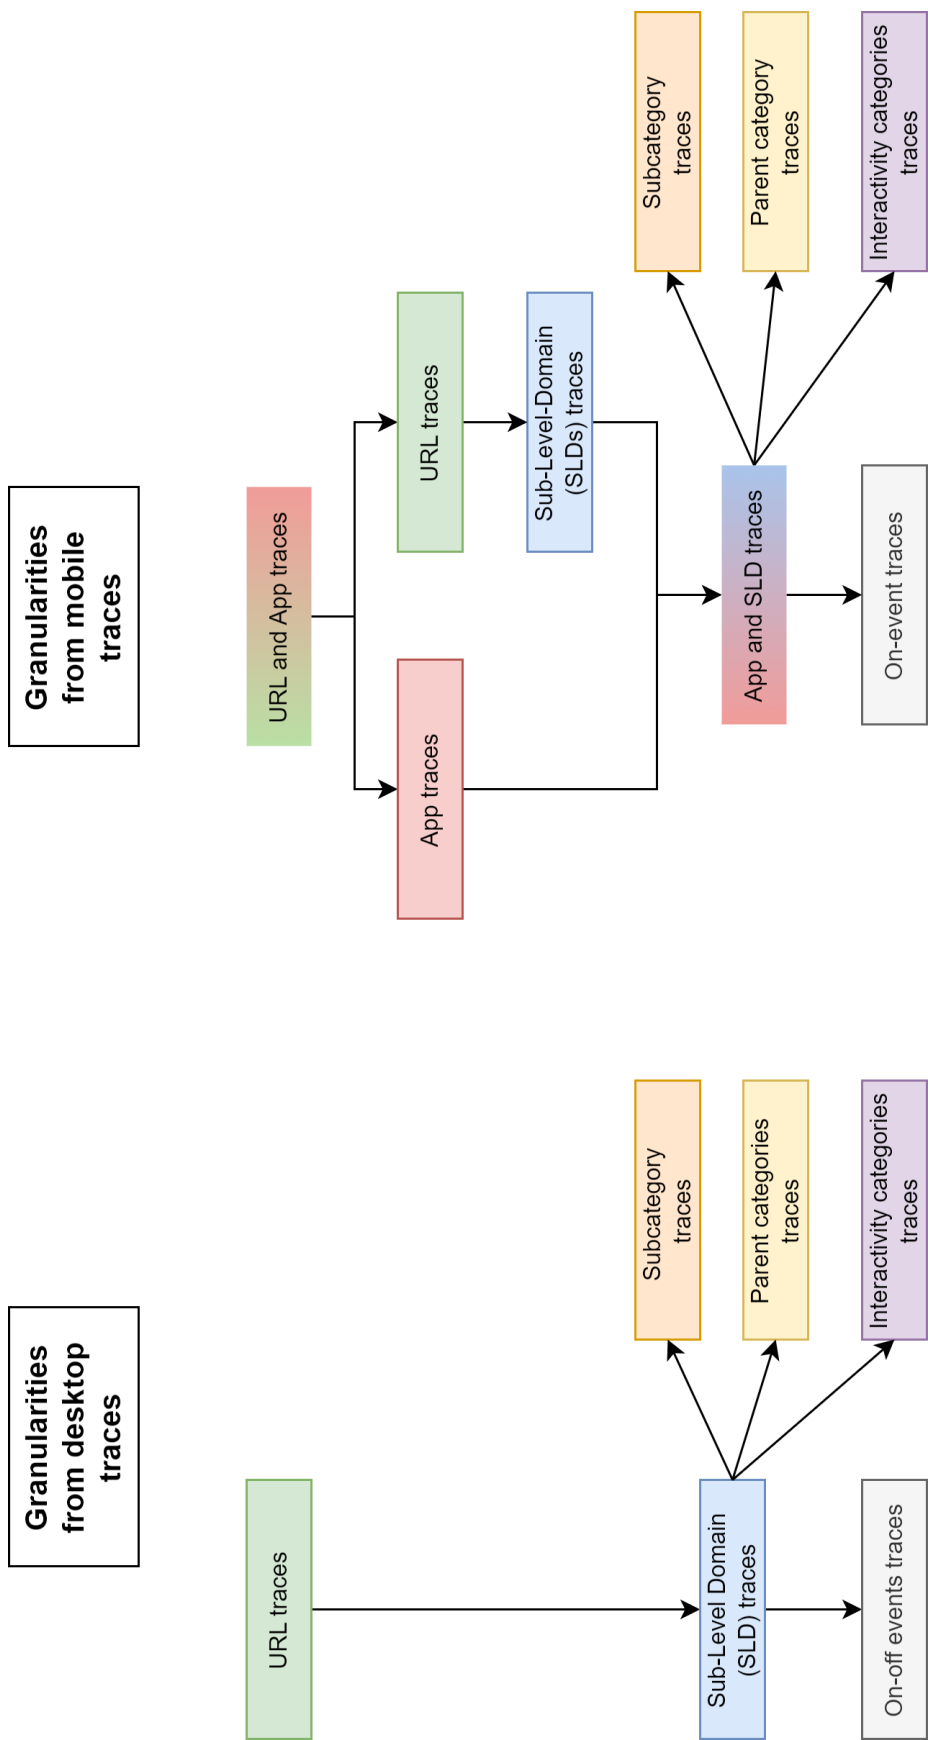 Granularities
from desktop
traces
URL traces
Sub-Level Domain
(SLD) traces
Subcategory
traces
Parent categories
traces
Interactivity categories
traces
On-off events traces
Granularities
from mobile
traces
URL and App traces
App traces
URL traces
Sub-Level-Domain
(SLDs) traces
App and SLD traces
Subcategory
traces
Parent category
traces
Interactivity categories
traces
On-event traces